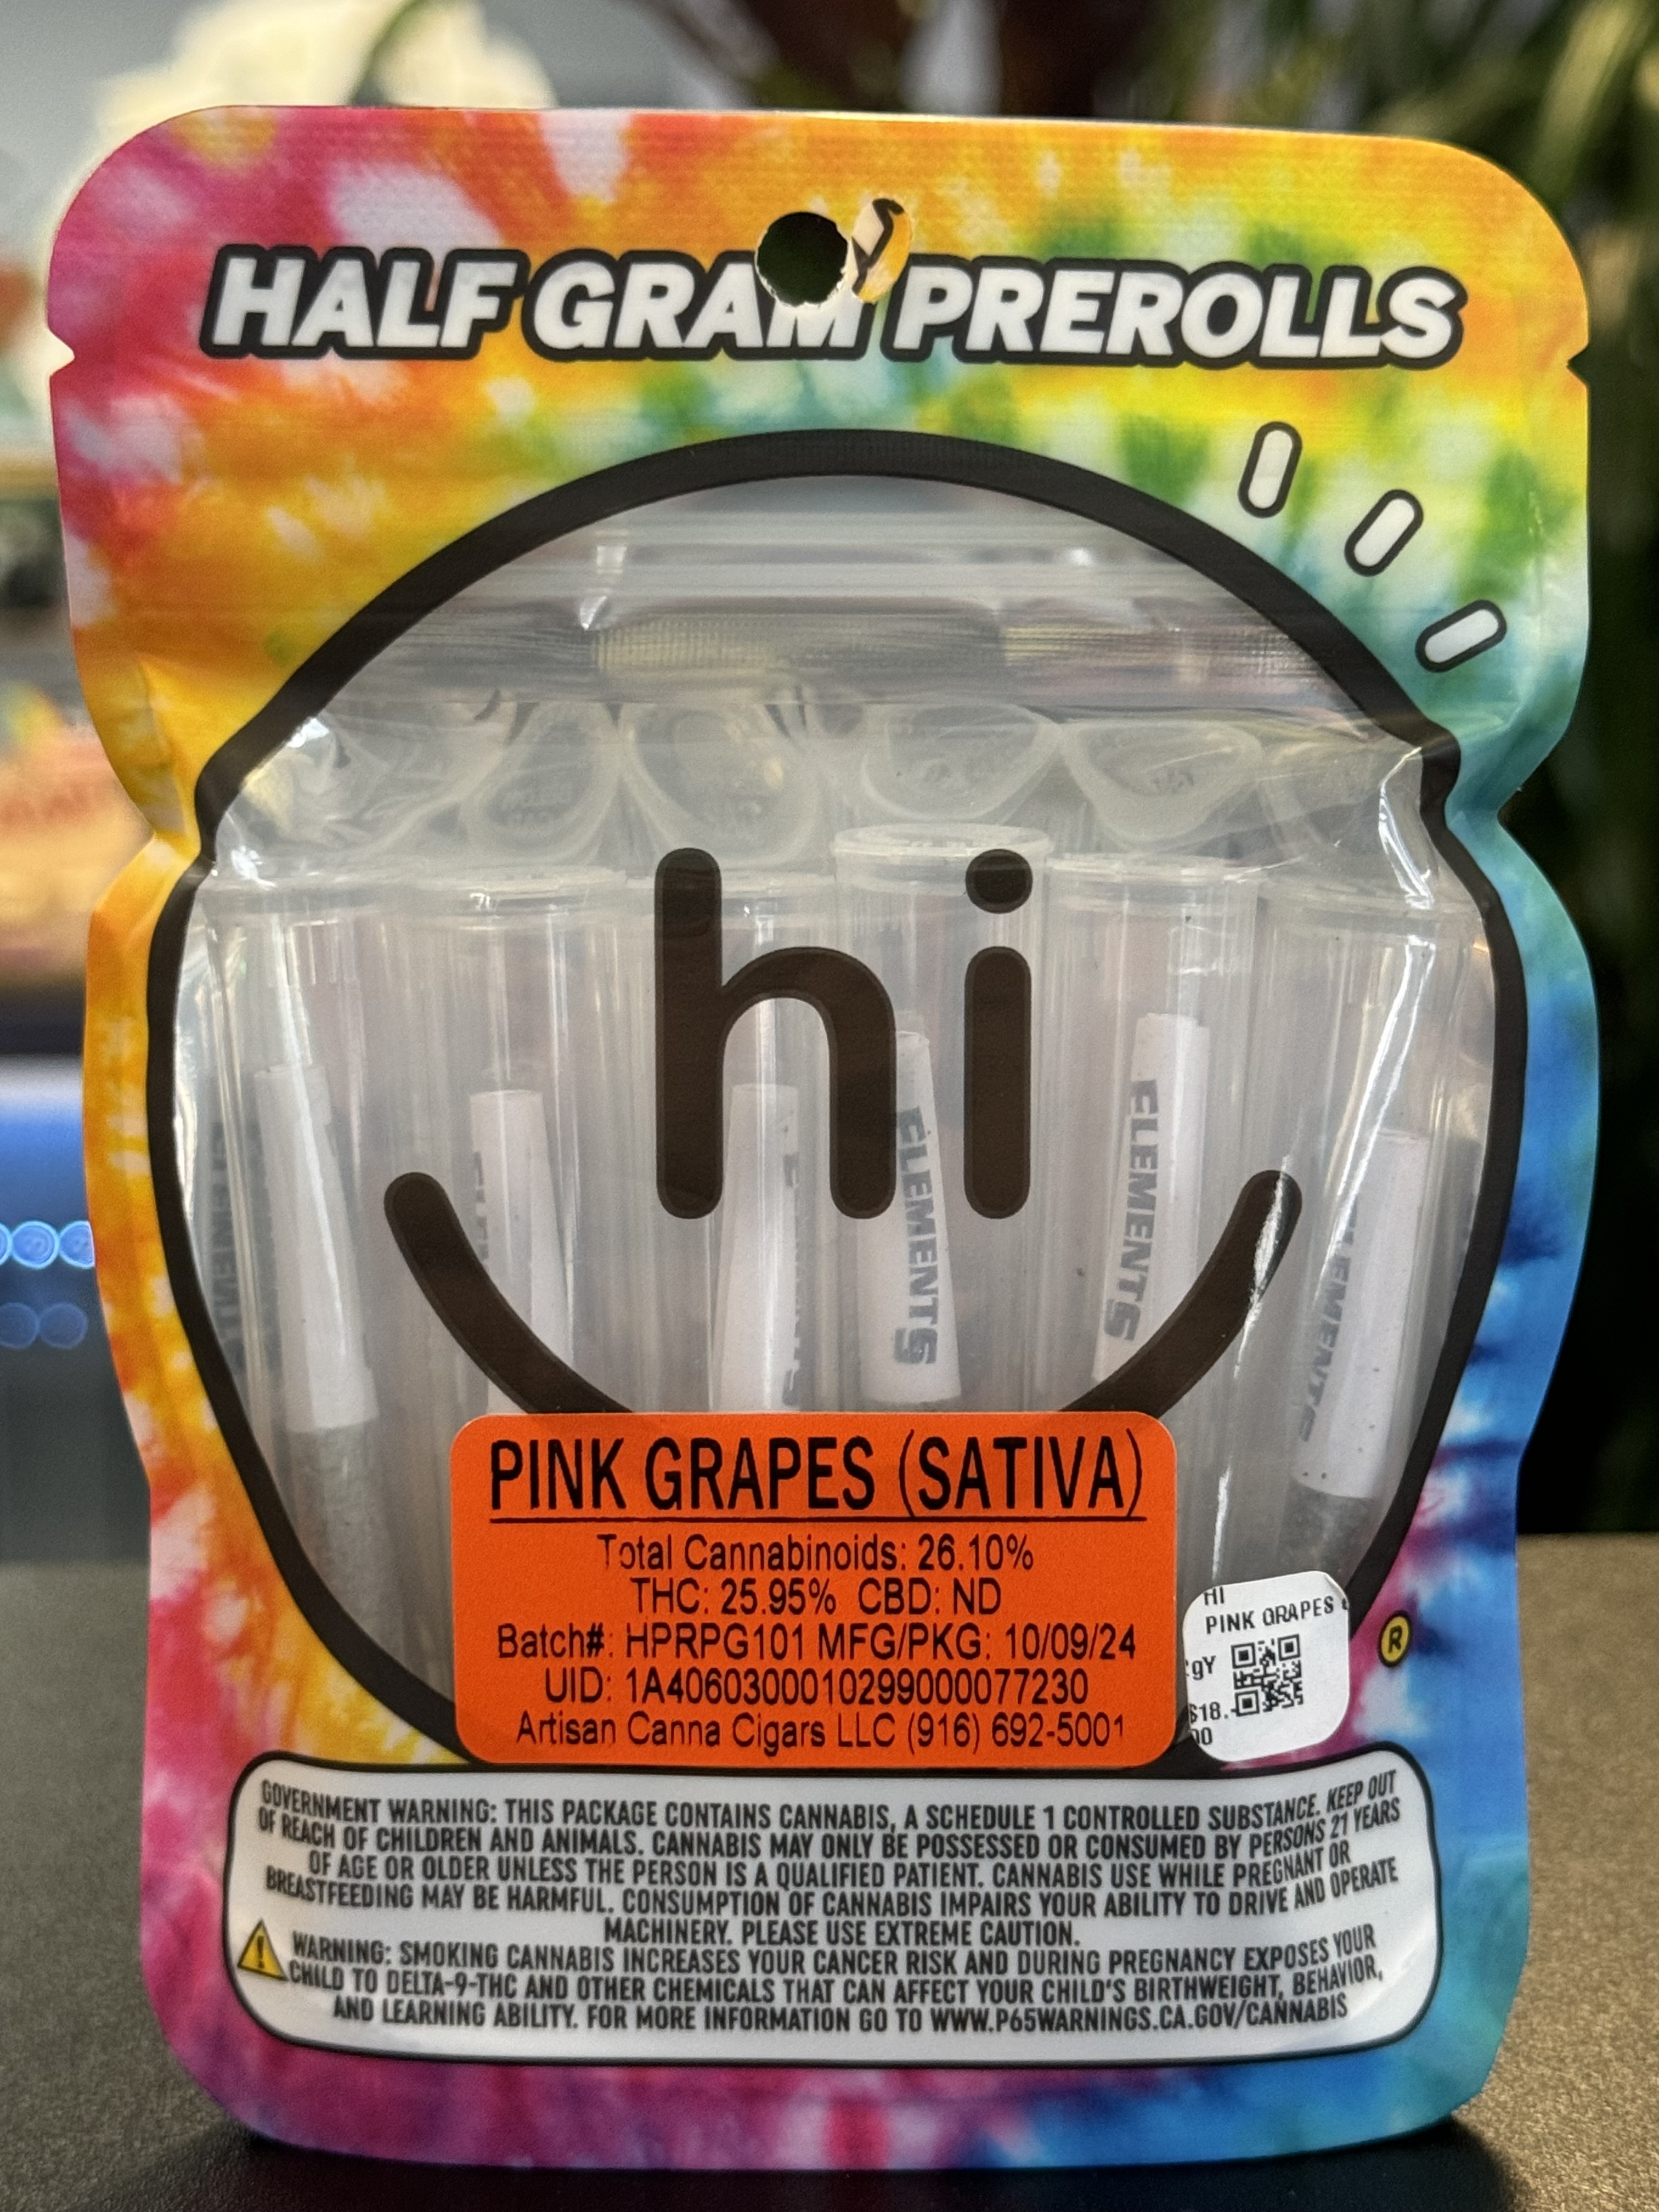 HALF GRAM PREROLLS
hi
ELEMENTS
ELEMENTS
ELEMENTS
PINK GRAPES (SATIVA)
Total Cannabinoids: 26.10%
THC: 25.95% CBD: ND
Batch#: HPRPG101 MFG/PKG: 10/09/24
UID: 1A4060300010299000077230
Artisan Canna Cigars LLC (916) 692-5001
HI
PINK GRAPES
gY
$18.
00
®
GOVERNMENT WARNING: THIS PACKAGE CONTAINS CANNABIS, A SCHEDULE 1 CONTROLLED SUBSTANCE. KEEP OUT
OF REACH OF CHILDREN AND ANIMALS. CANNABIS MAY ONLY BE POSSESSED OR CONSUMED BY PERSONS 21 YEARS
OF AGE OR OLDER UNLESS THE PERSON IS A QUALIFIED PATIENT. CANNABIS USE WHILE PREGNANT OR
BREASTFEEDING MAY BE HARMFUL. CONSUMPTION OF CANNABIS IMPAIRS YOUR ABILITY TO DRIVE AND OPERATE
MACHINERY. PLEASE USE EXTREME CAUTION.
WARNING: SMOKING CANNABIS INCREASES YOUR CANCER RISK AND DURING PREGNANCY EXPOSES YOUR
CHILD TO DELTA-9-THC AND OTHER CHEMICALS THAT CAN AFFECT YOUR CHILD'S BIRTHWEIGHT, BEHAVIOR,
AND LEARNING ABILITY. FOR MORE INFORMATION GO TO WWW.P65WARNINGS.CA.GOV/CANNABIS